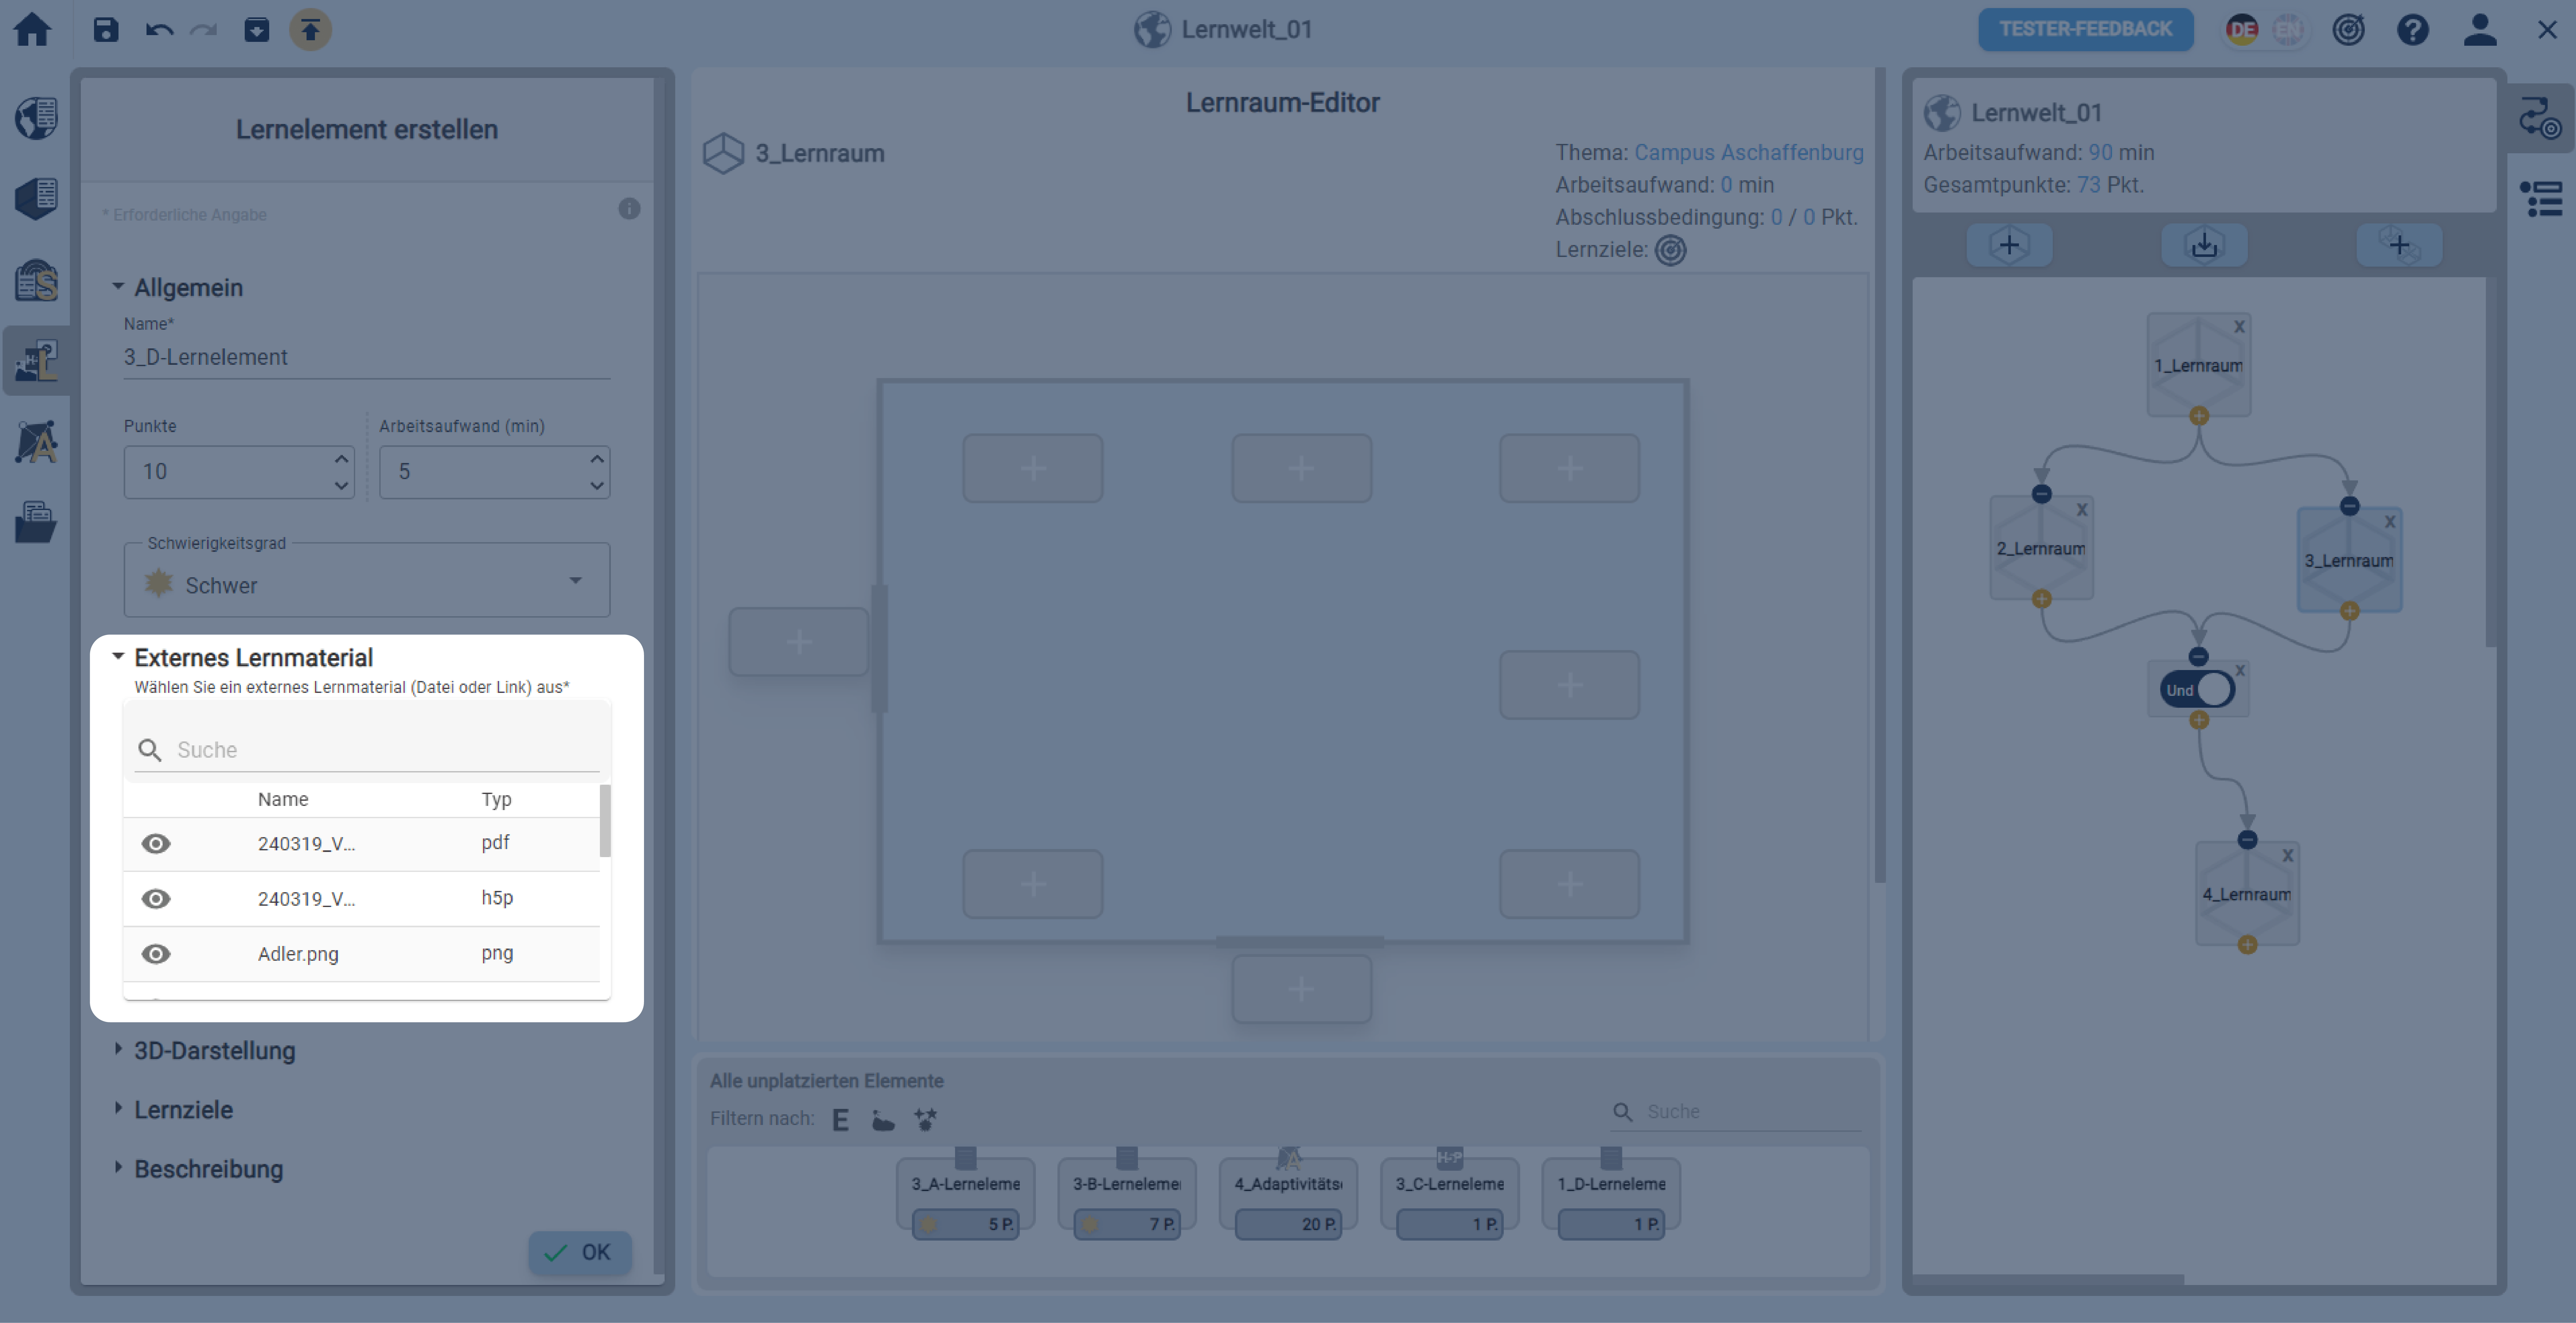 Lernwelt_01
TESTER-FEEDBACK
DE
EN
Lernelement erstellen
* Erforderliche Angabe
Allgemein
Name*
3_D-Lernelement
Punkte
Arbeitsaufwand (min)
10
5
Schwierigkeitsgrad
Schwer
Externes Lernmaterial
Wählen Sie ein externes Lernmaterial (Datei oder Link) aus*
Suche
Name Typ
240319_V... pdf
240319_V... h5p
Adler.png png
3D-Darstellung
Lernziele
Beschreibung
OK
Lernraum-Editor
3_Lernraum
Thema: Campus Aschaffenburg
Arbeitsaufwand: 0 min
Abschlussbedingung: 0 / 0 Pkt.
Lernziele:
Alle unplatzierten Elemente
Filtern nach: E
Suche
3_A-Lerneleme
5 P.
3-B-Lerneleme
7 P.
4_Adaptivitäts
20 P.
H-P
3_C-Lerneleme
1 P.
1_D-Lerneleme
1 P.
Lernwelt_01
Arbeitsaufwand: 90 min
Gesamtpunkte: 73 Pkt.
X
1_Lernraum
X
2_Lernraum
X
3_Lernraum
X
Und
X
4_Lernraum